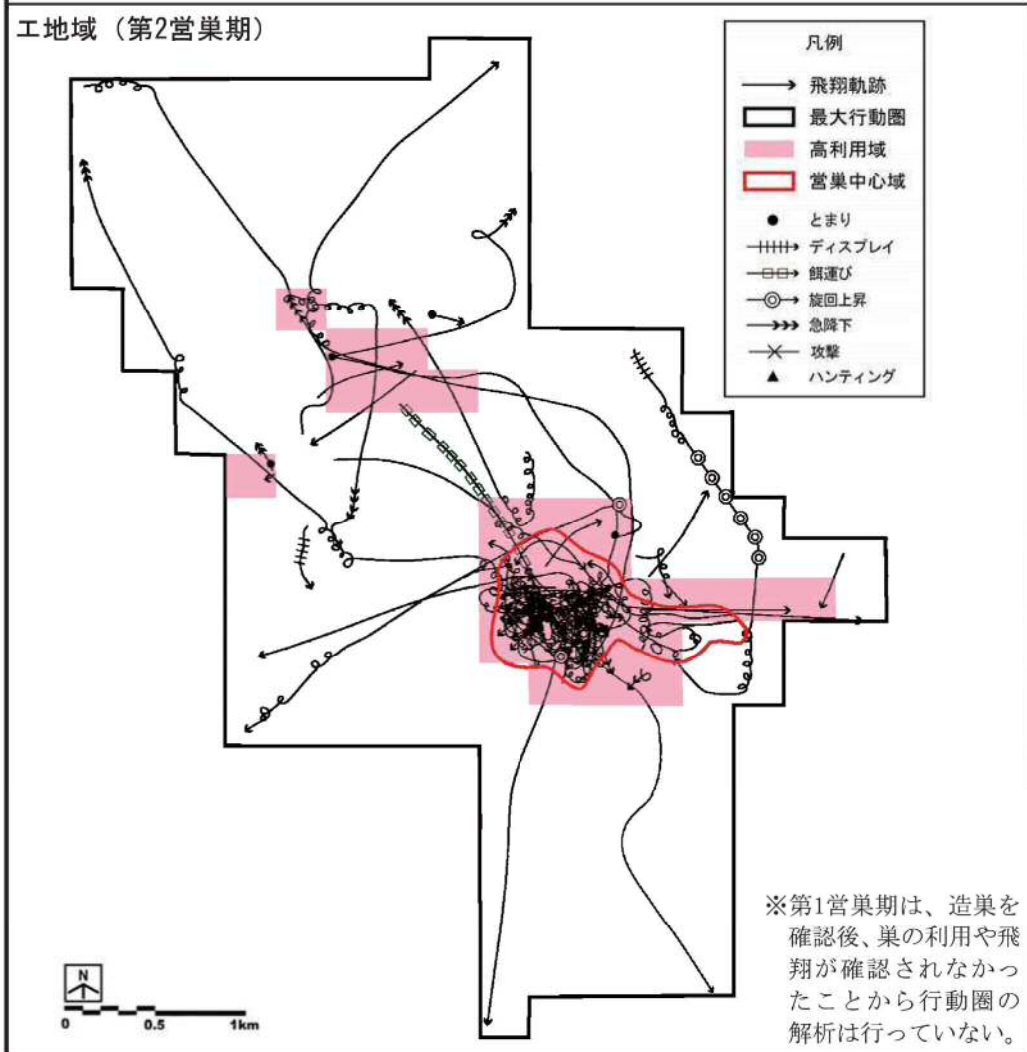 エ地域（第2営巣期）
凡例
飛翔軌跡
最大行動圏
高利用域
営巣中心域
とまり
ディスプレイ
餌運び
旋回上昇
急降下
攻撃
ハンティング
※第1営巣期は、造巣を
確認後、巣の利用や飛
翔が確認されなかっ
たことから行動圏の
解析は行っていない。
N
0 0.5 1km